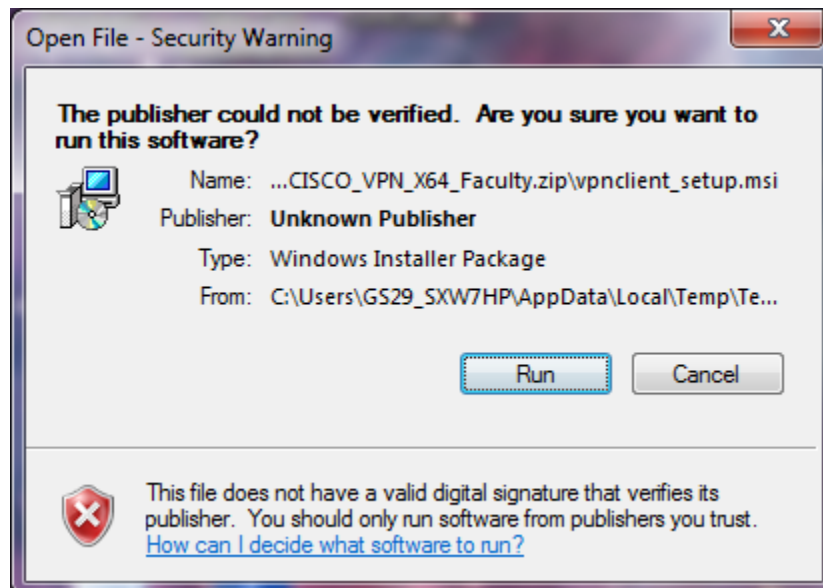 Open File - Security Warning
The publisher could not be verified. Are you sure you want to
run this software?
Name: ...CISCO_VPN_X64_Faculty.zip\vpnclient_setup.msi
Publisher: Unknown Publisher
Type: Windows Installer Package
From: C:\Users\GS29_SXW7HP\AppData\Local\Temp\Te...
Run Cancel
This file does not have a valid digital signature that verifies its
publisher. You should only run software from publishers you trust.
How can I decide what software to run?